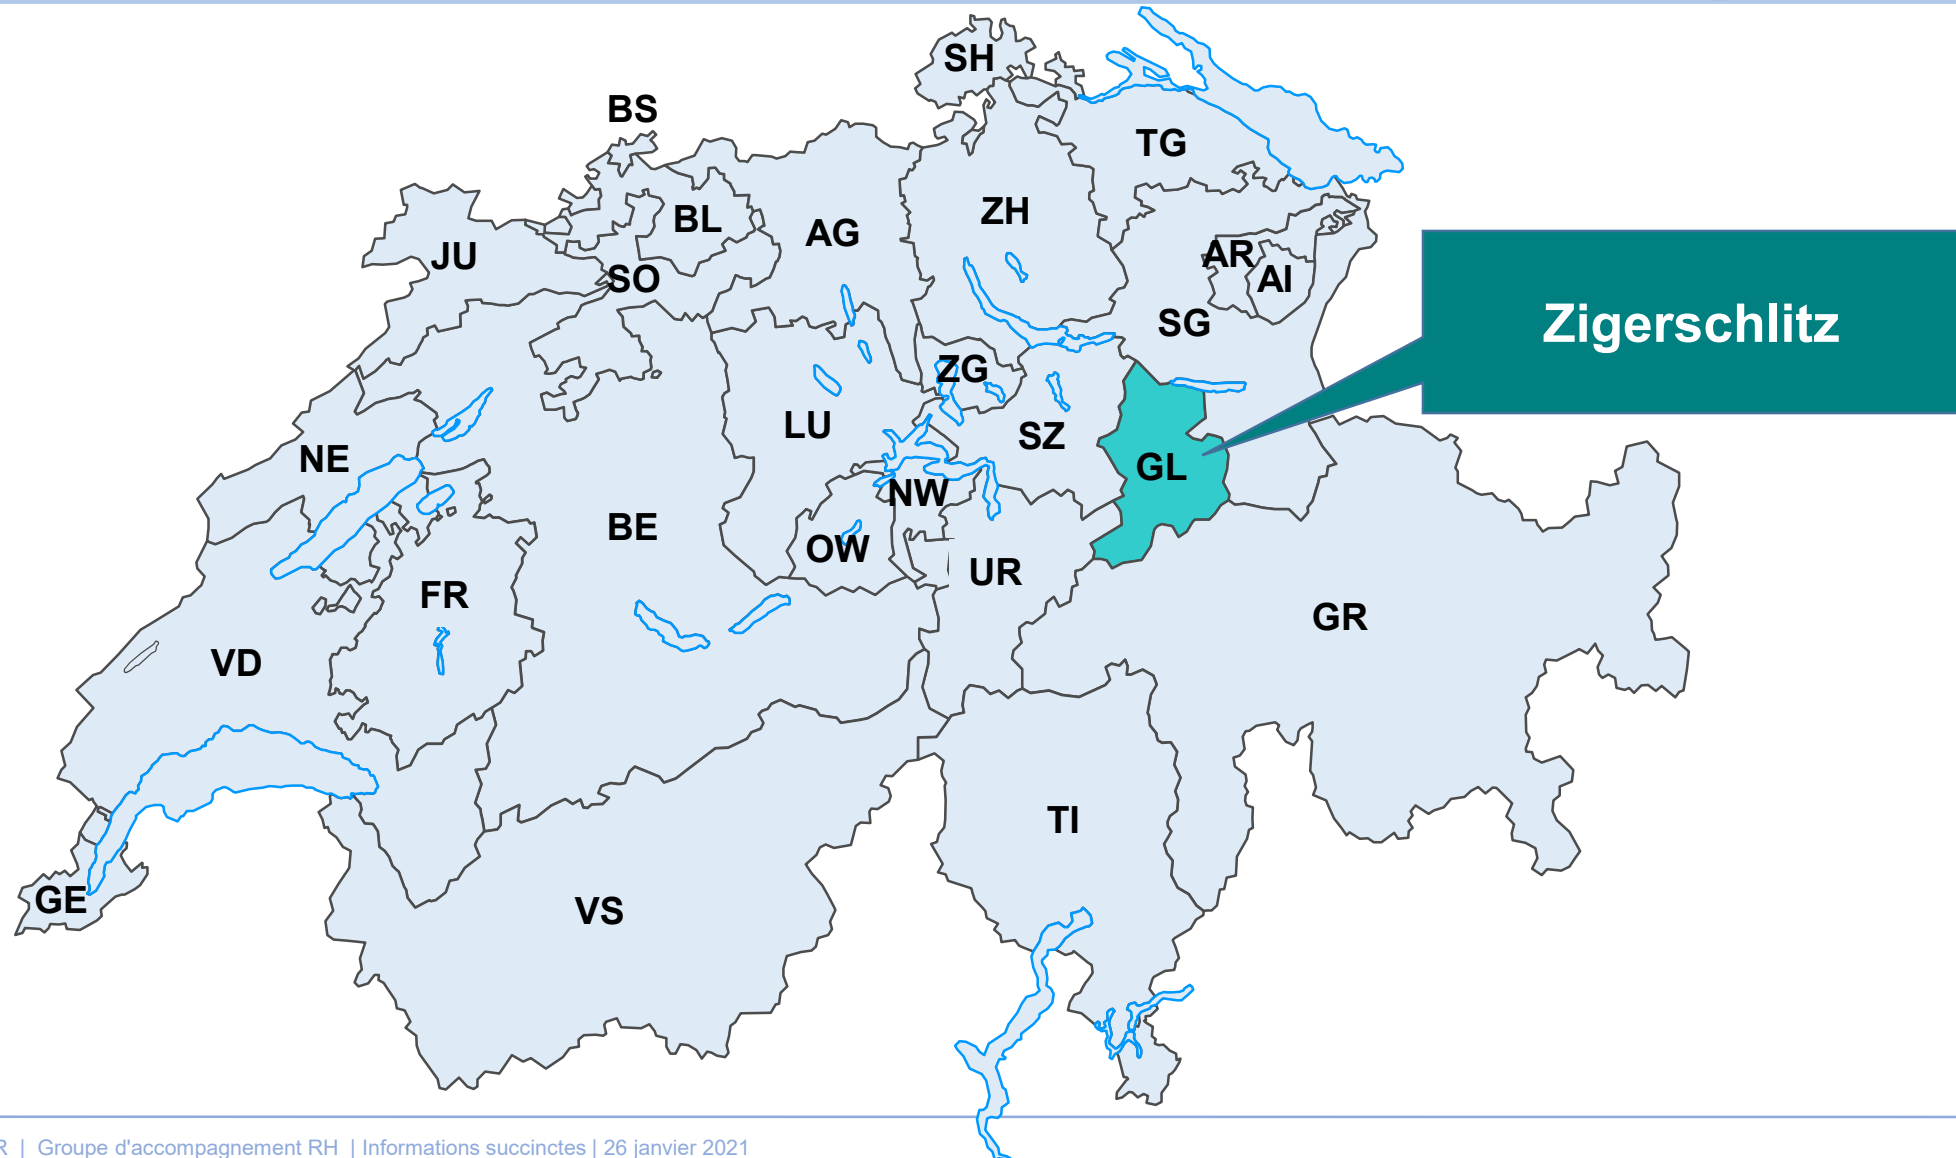 SH
BS
TG
ZH
BL
AG
AR
JU
SO
AI
Zigerschlitz
SG
ZG
LU
SZ
NE
GL
NW
BE
OW
UR
FR
GR
VD
TI
GE
VS
R | Groupe d'accompagnement RH | Informations succinctes | 26 janvier 2021